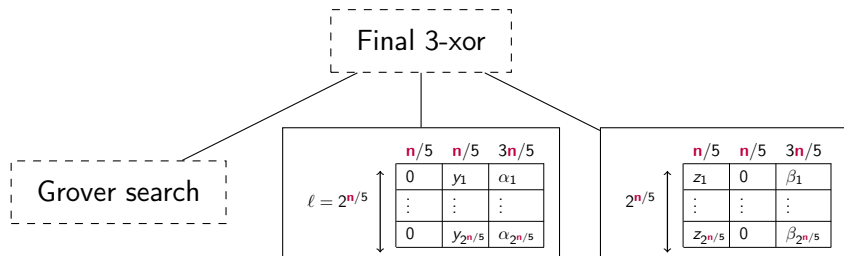 Final 3-xor
Grover search
n/5 n/5 3n/5
ℓ = 2^{n/5}
0 y_1 α_1
⋮ ⋮ ⋮
0 y_{2^{n/5}} α_{2^{n/5}}
n/5 n/5 3n/5
2^{n/5}
z_1 0 β_1
⋮ ⋮ ⋮
z_{2^{n/5}} 0 β_{2^{n/5}}